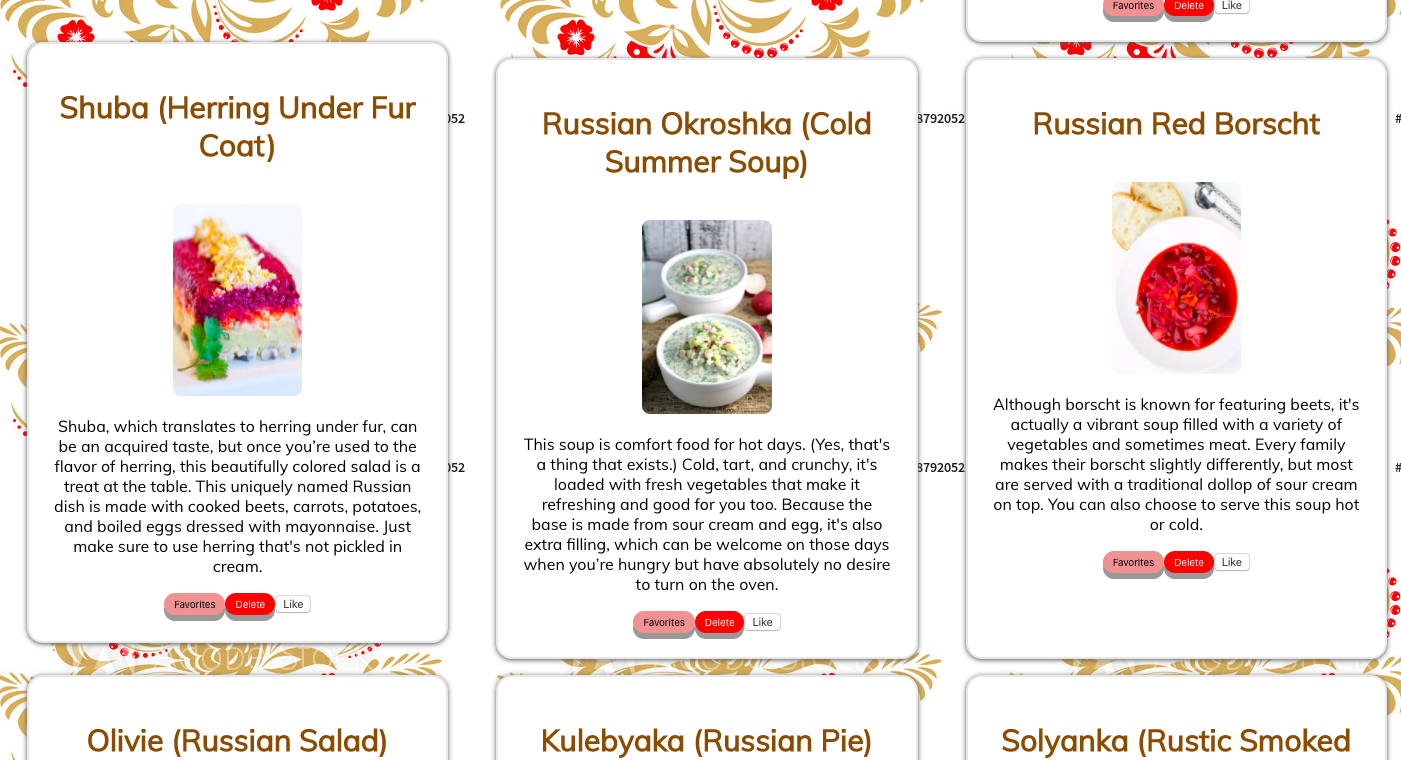 Favorites Delete Like
Shuba (Herring Under Fur
Coat)
Shuba, which translates to herring under fur, can
be an acquired taste, but once you’re used to the
flavor of herring, this beautifully colored salad is a
treat at the table. This uniquely named Russian
dish is made with cooked beets, carrots, potatoes,
and boiled eggs dressed with mayonnaise. Just
make sure to use herring that's not pickled in
cream.
Favorites Delete Like
Russian Okroshka (Cold
Summer Soup)
This soup is comfort food for hot days. (Yes, that's
a thing that exists.) Cold, tart, and crunchy, it's
loaded with fresh vegetables that make it
refreshing and good for you too. Because the
base is made from sour cream and egg, it's also
extra filling, which can be welcome on those days
when you’re hungry but have absolutely no desire
to turn on the oven.
Favorites Delete Like
Russian Red Borscht
Although borscht is known for featuring beets, it's
actually a vibrant soup filled with a variety of
vegetables and sometimes meat. Every family
makes their borscht slightly differently, but most
are served with a traditional dollop of sour cream
on top. You can also choose to serve this soup hot
or cold.
Favorites Delete Like
052
8792052
#
052
8792052
#
Olivie (Russian Salad)
Kulebyaka (Russian Pie)
Solyanka (Rustic Smoked